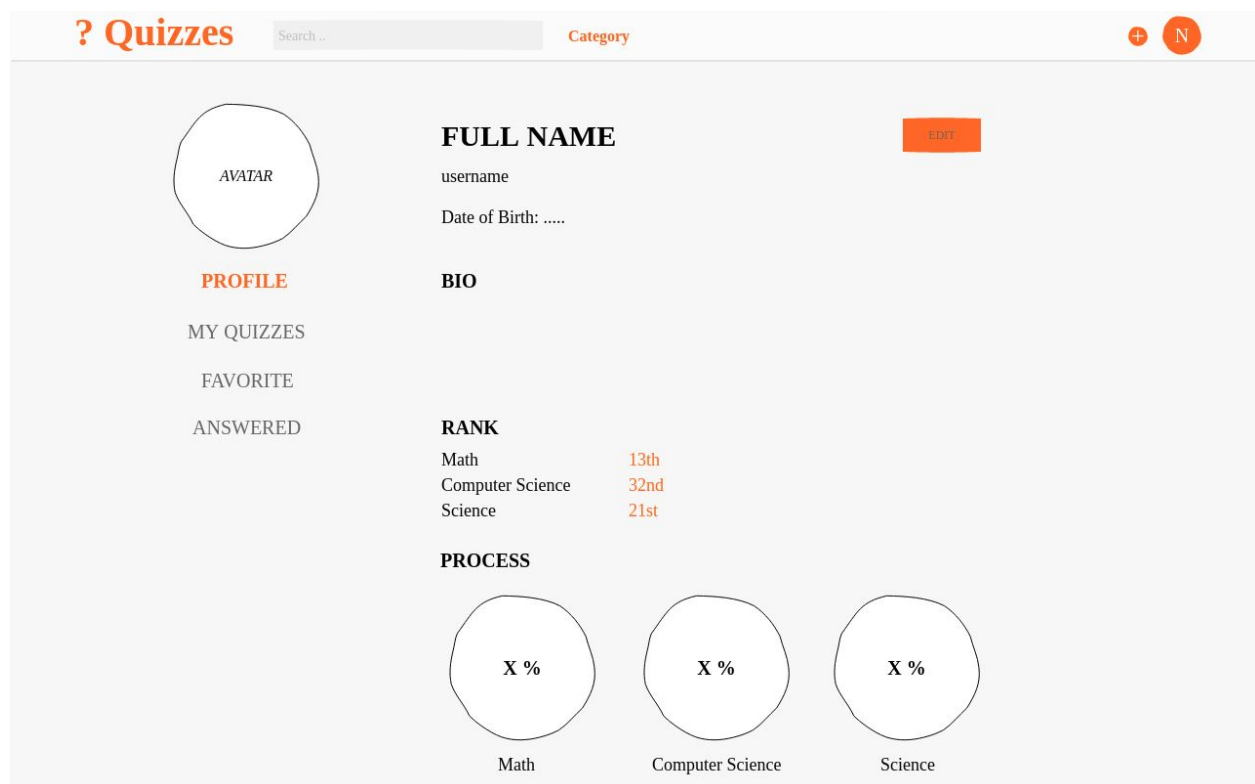 ? Quizzes
Search ..
Category
+
N
AVATAR
PROFILE
MY QUIZZES
FAVORITE
ANSWERED
FULL NAME
EDIT
username
Date of Birth: .....
BIO
RANK
Math 13th
Computer Science 32nd
Science 21st
PROCESS
X % X % X %
Math Computer Science Science